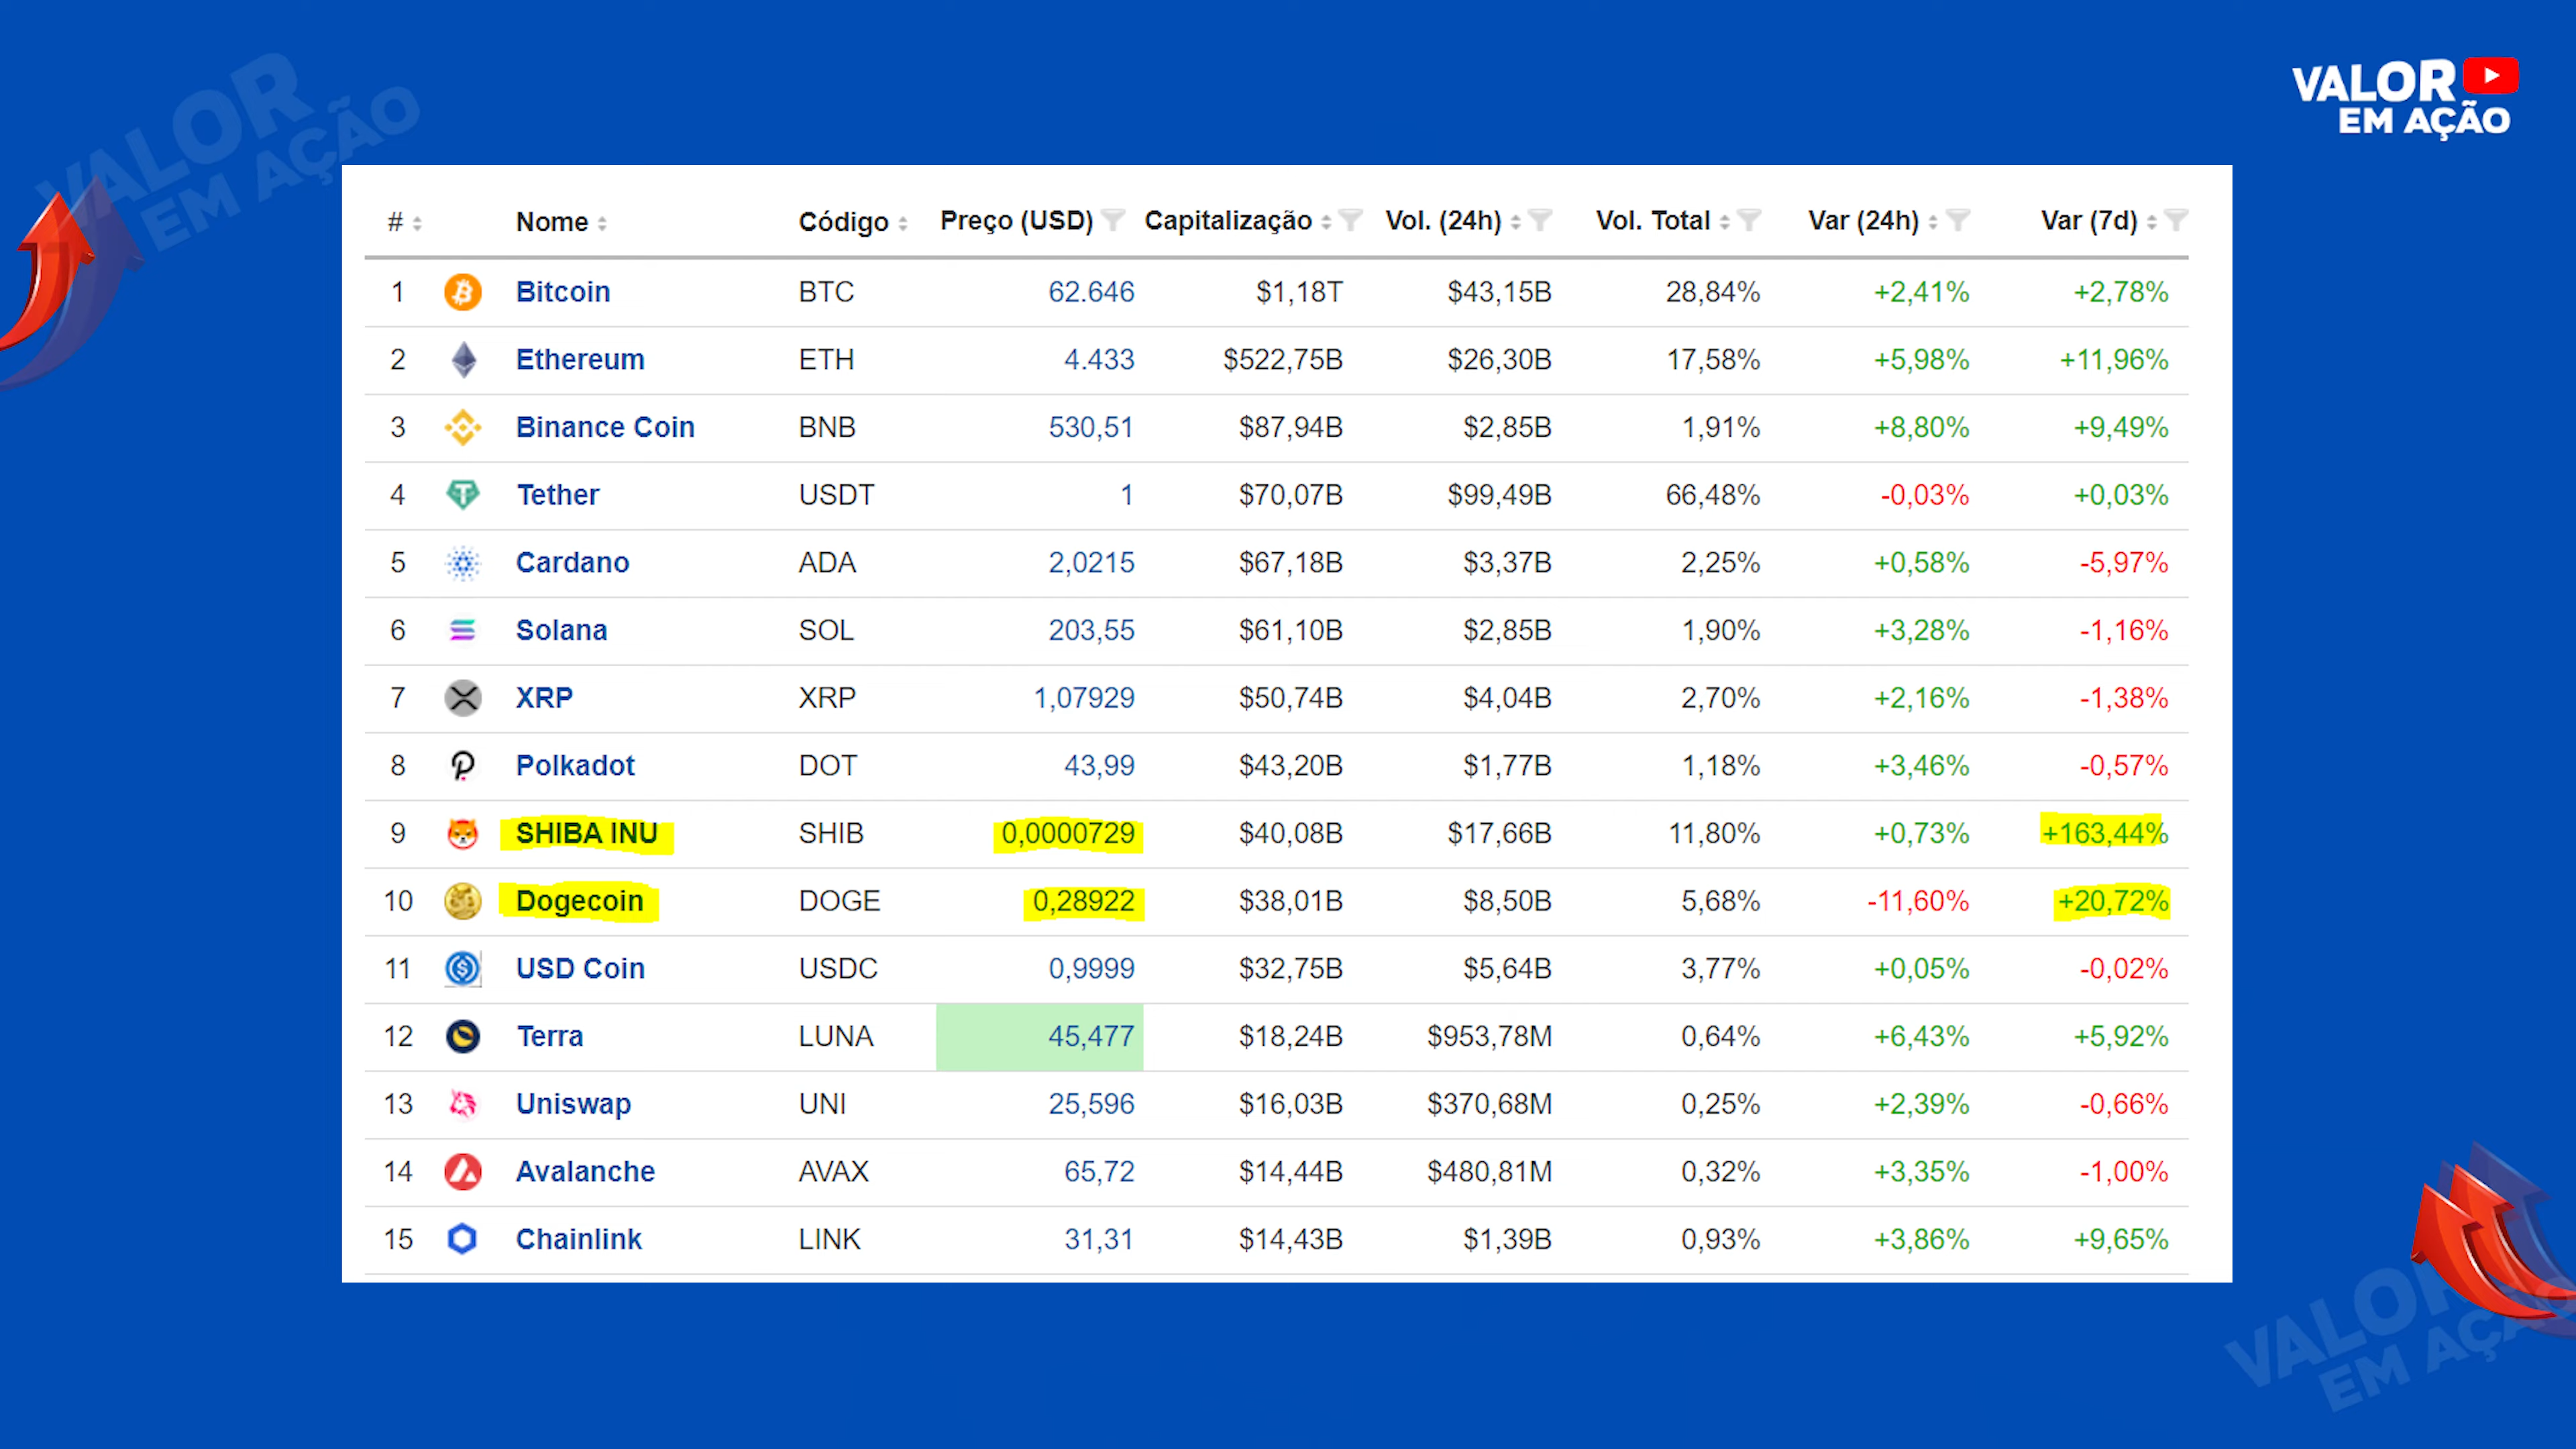 VALOR
EM AÇÃO
VALOR
EM AÇÃO
# Nome Código Preço (USD) Capitalização Vol. (24h) Vol. Total Var (24h) Var (7d)
1 Bitcoin BTC 62.646 $1,18T $43,15B 28,84% +2,41% +2,78%
2 Ethereum ETH 4.433 $522,75B $26,30B 17,58% +5,98% +11,96%
3 Binance Coin BNB 530,51 $87,94B $2,85B 1,91% +8,80% +9,49%
4 Tether USDT 1 $70,07B $99,49B 66,48% -0,03% +0,03%
5 Cardano ADA 2,0215 $67,18B $3,37B 2,25% +0,58% -5,97%
6 Solana SOL 203,55 $61,10B $2,85B 1,90% +3,28% -1,16%
7 XRP XRP 1,07929 $50,74B $4,04B 2,70% +2,16% -1,38%
8 Polkadot DOT 43,99 $43,20B $1,77B 1,18% +3,46% -0,57%
9 SHIBA INU SHIB 0,0000729 $40,08B $17,66B 11,80% +0,73% +163,44%
10 Dogecoin DOGE 0,28922 $38,01B $8,50B 5,68% -11,60% +20,72%
11 USD Coin USDC 0,9999 $32,75B $5,64B 3,77% +0,05% -0,02%
12 Terra LUNA 45,477 $18,24B $953,78M 0,64% +6,43% +5,92%
13 Uniswap UNI 25,596 $16,03B $370,68M 0,25% +2,39% -0,66%
14 Avalanche AVAX 65,72 $14,44B $480,81M 0,32% +3,35% -1,00%
15 Chainlink LINK 31,31 $14,43B $1,39B 0,93% +3,86% +9,65%
VALOR
EM AÇÃO